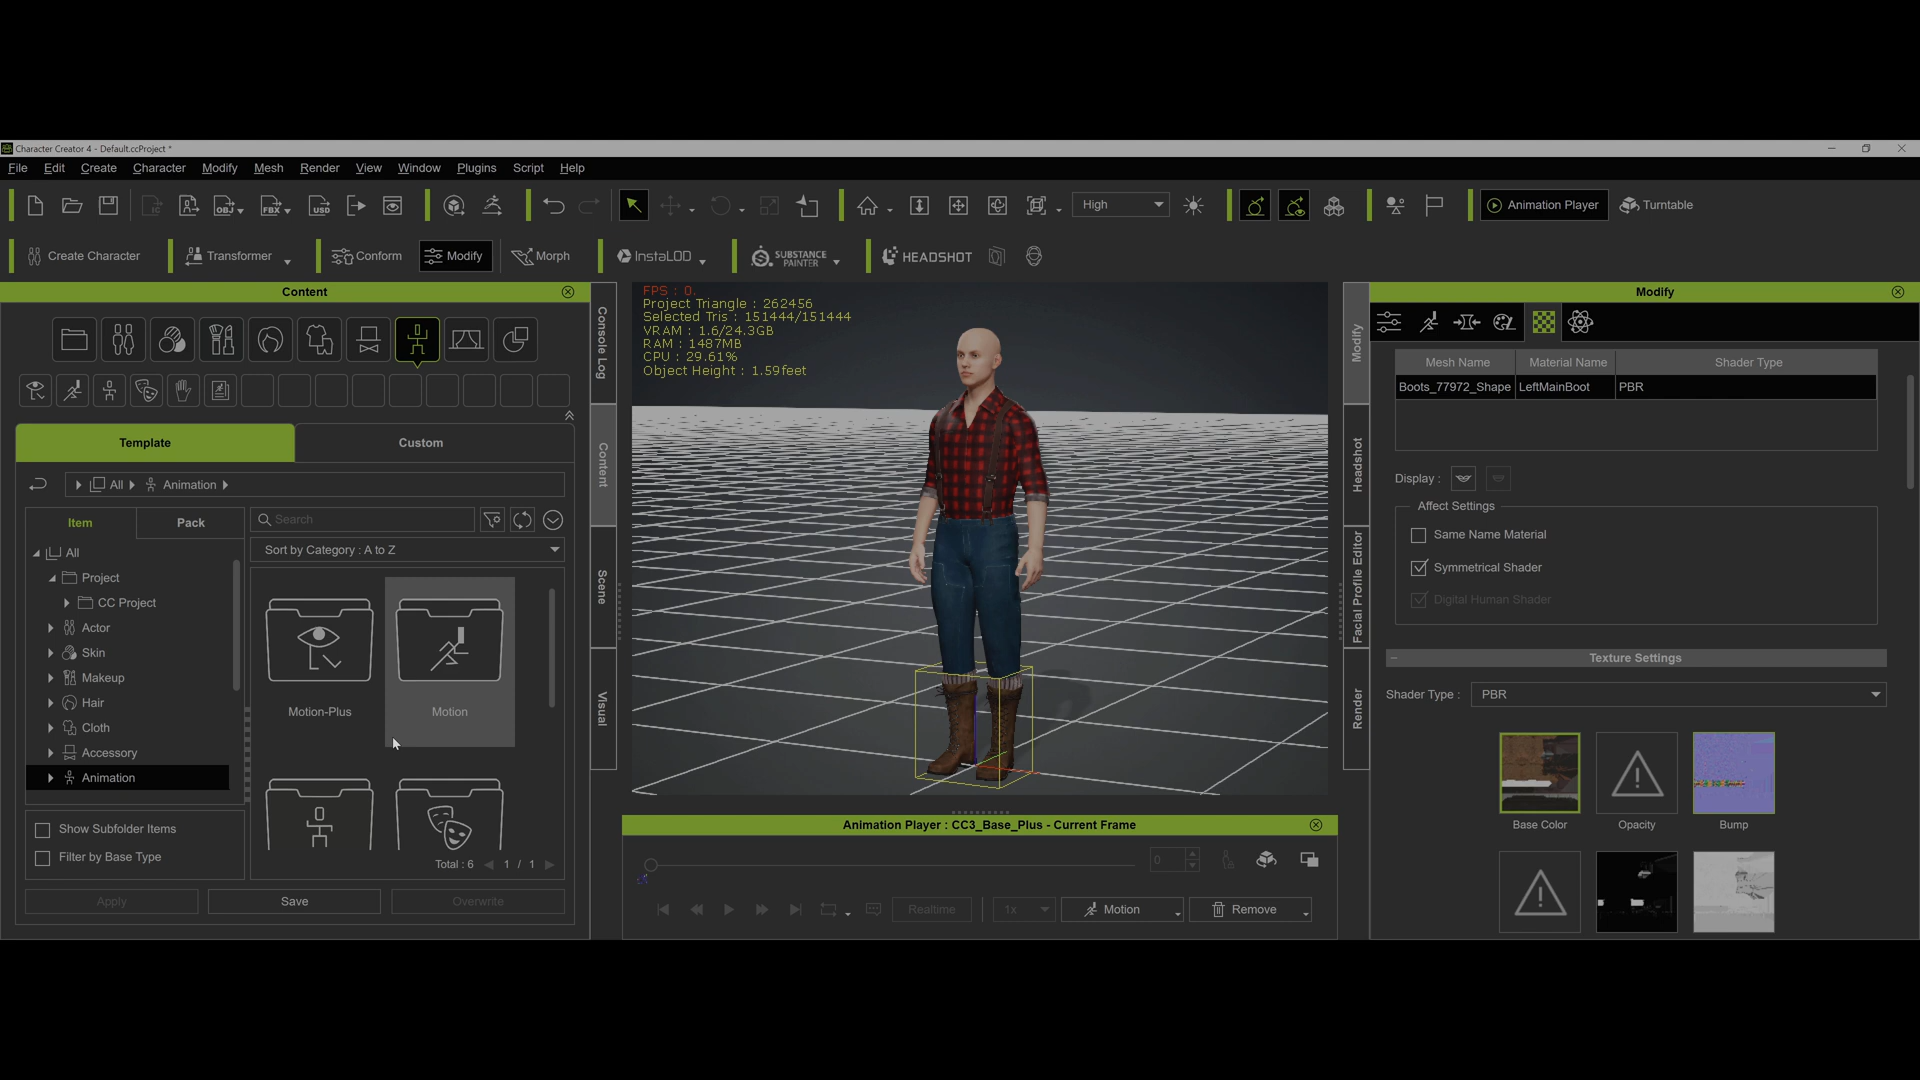 Character Creator 4 - Default.ccProject *
File Edit Create Character Modify Mesh Render View Window Plugins Script Help
OBJ FBX USD High Animation Player Turntable
Create Character Transformer Conform Modify Morph InstaLOD SUBSTANCE PAINTER HEADSHOT
Content
Template Custom
All Animation
Item Pack
Search
Sort by Category : A to Z
All
Project
CC Project
Actor
Skin
Makeup
Hair
Cloth
Accessory
Animation
Motion-Plus Motion
Show Subfolder Items
Filter by Base Type
Total : 6 1 / 1
Apply Save Overwrite
Console Log
Content
Scene
Visual
FPS : 0.
Project Triangle : 262456
Selected Tris : 151444/151444
VRAM : 1.6/24.3GB
RAM : 1487MB
CPU : 29.61%
Object Height : 1.59feet
Animation Player : CC3_Base_Plus - Current Frame
0
Realtime 1x Motion Remove
Modify
Headshot
Facial Profile Editor
Render
Modify
Mesh Name Material Name Shader Type
Boots_77972_Shape LeftMainBoot PBR
Display :
Affect Settings
Same Name Material
Symmetrical Shader
Digital Human Shader
Texture Settings
Shader Type : PBR
Base Color Opacity Bump